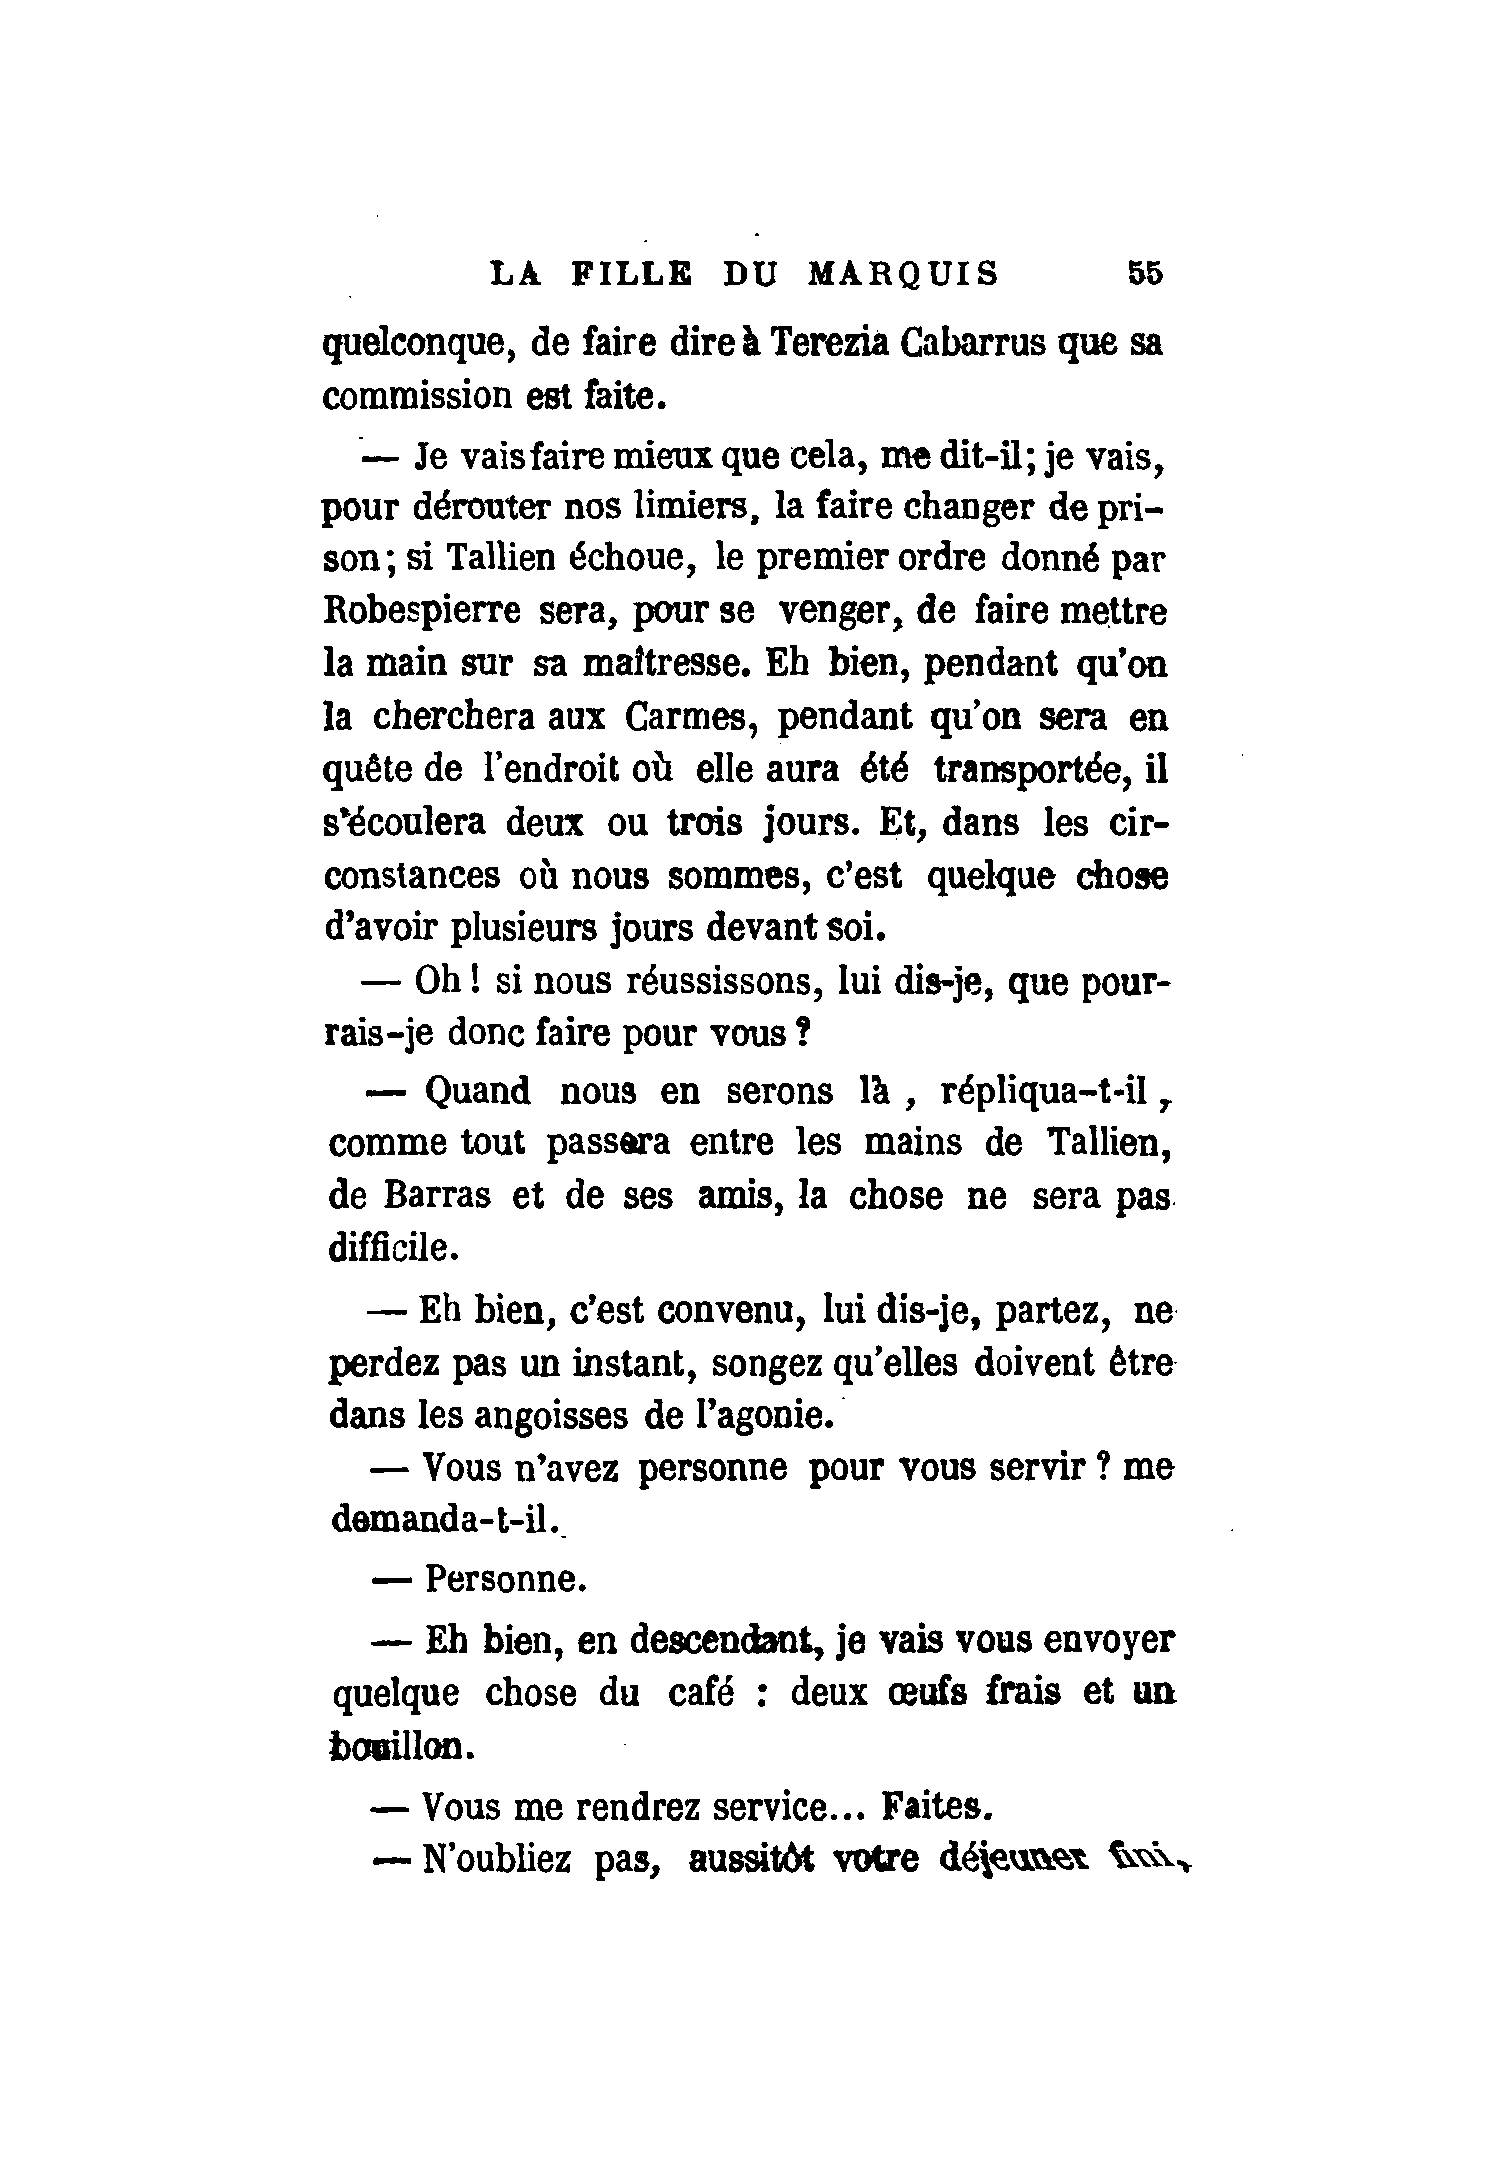 LA FILLE DU MARQUIS 55
quelconque, de faire dire à Terezia Cabarrus que sa
commission est faite.
— Je vais faire mieux que cela, me dit-il; je vais,
pour dérouter nos limiers, la faire changer de pri-
son; si Tallien échoue, le premier ordre donné par
Robespierre sera, pour se venger, de faire mettre
la main sur sa maîtresse. Eh bien, pendant qu'on
la cherchera aux Carmes, pendant qu'on sera en
quête de l'endroit où elle aura été transportée, il
s'écoulera deux ou trois jours. Et, dans les cir-
constances où nous sommes, c'est quelque chose
d'avoir plusieurs jours devant soi.
— Oh ! si nous réussissons, lui dis-je, que pour-
rais-je donc faire pour vous ?
— Quand nous en serons là, répliqua-t-il,
comme tout passera entre les mains de Tallien,
de Barras et de ses amis, la chose ne sera pas
difficile.
— Eh bien, c'est convenu, lui dis-je, partez, ne
perdez pas un instant, songez qu'elles doivent être
dans les angoisses de l'agonie.
— Vous n'avez personne pour vous servir ? me
demanda-t-il.
— Personne.
— Eh bien, en descendant, je vais vous envoyer
quelque chose du café : deux œufs frais et un
bouillon.
— Vous me rendrez service... Faites.
— N'oubliez pas, aussitôt votre déjeuner fini,